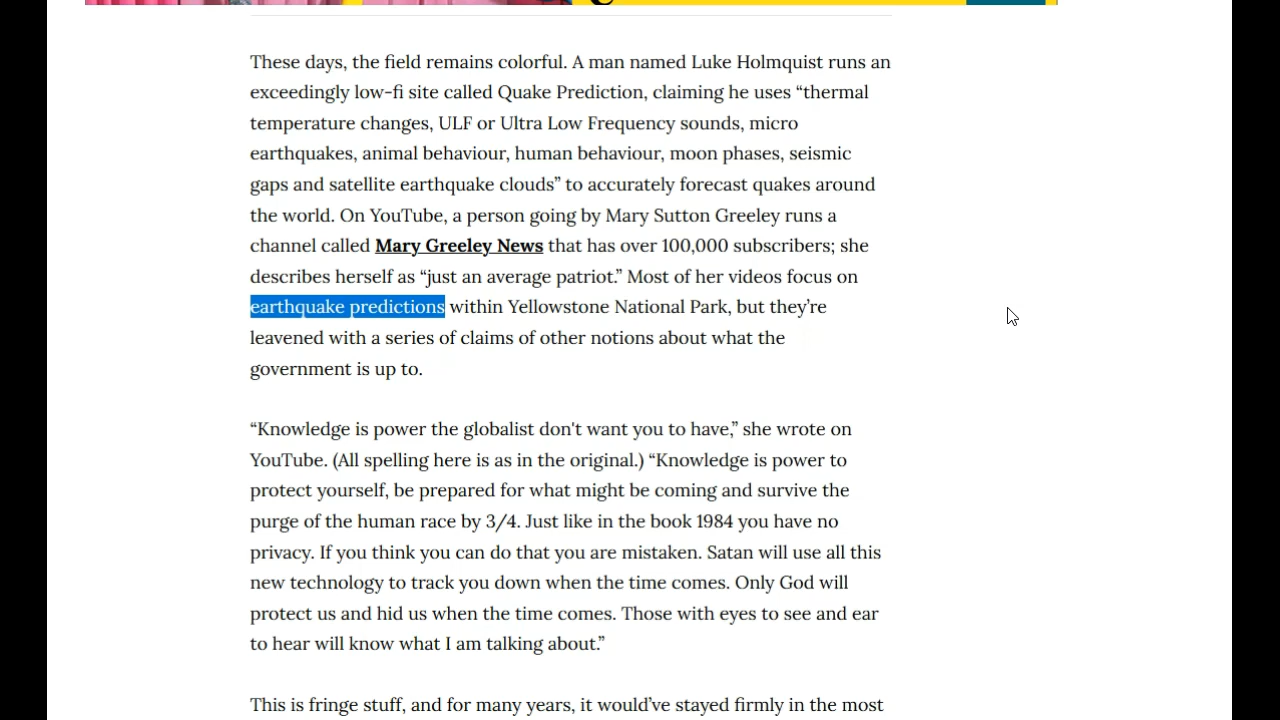 These days, the field remains colorful. A man named Luke Holmquist runs an
exceedingly low-fi site called Quake Prediction, claiming he uses “thermal
temperature changes, ULF or Ultra Low Frequency sounds, micro
earthquakes, animal behaviour, human behaviour, moon phases, seismic
gaps and satellite earthquake clouds” to accurately forecast quakes around
the world. On YouTube, a person going by Mary Sutton Greeley runs a
channel called Mary Greeley News that has over 100,000 subscribers; she
describes herself as “just an average patriot.” Most of her videos focus on
earthquake predictions within Yellowstone National Park, but they’re
leavened with a series of claims of other notions about what the
government is up to.
“Knowledge is power the globalist don't want you to have,” she wrote on
YouTube. (All spelling here is as in the original.) “Knowledge is power to
protect yourself, be prepared for what might be coming and survive the
purge of the human race by 3/4. Just like in the book 1984 you have no
privacy. If you think you can do that you are mistaken. Satan will use all this
new technology to track you down when the time comes. Only God will
protect us and hid us when the time comes. Those with eyes to see and ear
to hear will know what I am talking about.”
This is fringe stuff, and for many years, it would’ve stayed firmly in the most